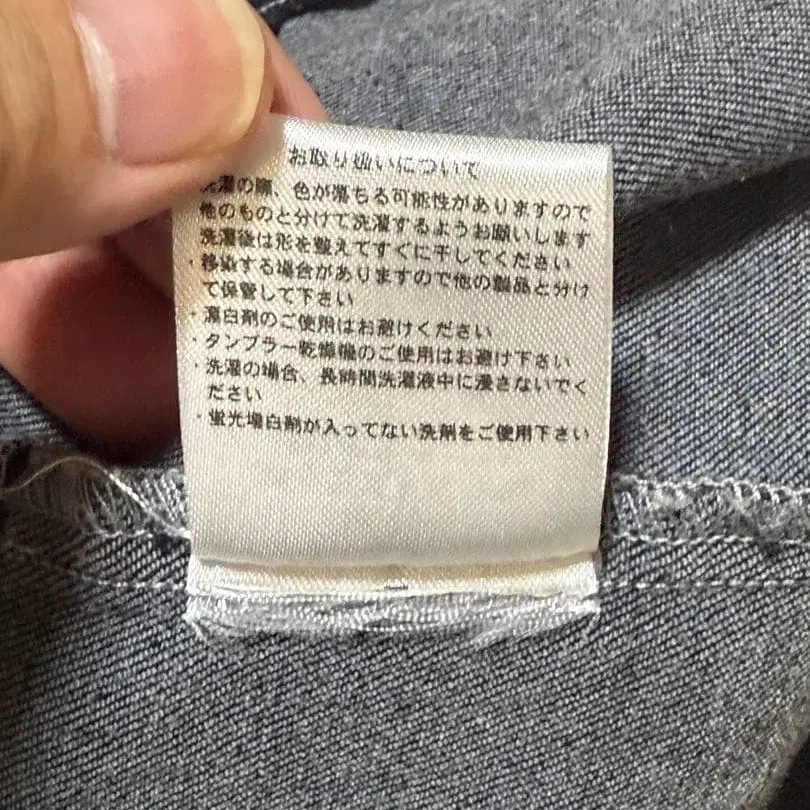 お取り扱いについて
洗濯の際、色が落ちる可能性がありますので
他のものと分けて洗濯するようお願いします
洗濯後は形を整えてすぐに干してください
・移染する場合がありますので他の製品と分け
て保管して下さい
・漂白剤のご使用はお避けください
・タンブラー乾燥機のご使用はお避け下さい
・洗濯の場合、長時間洗濯液中に浸さないでく
ださい
・蛍光増白剤が入ってない洗剤をご使用下さい